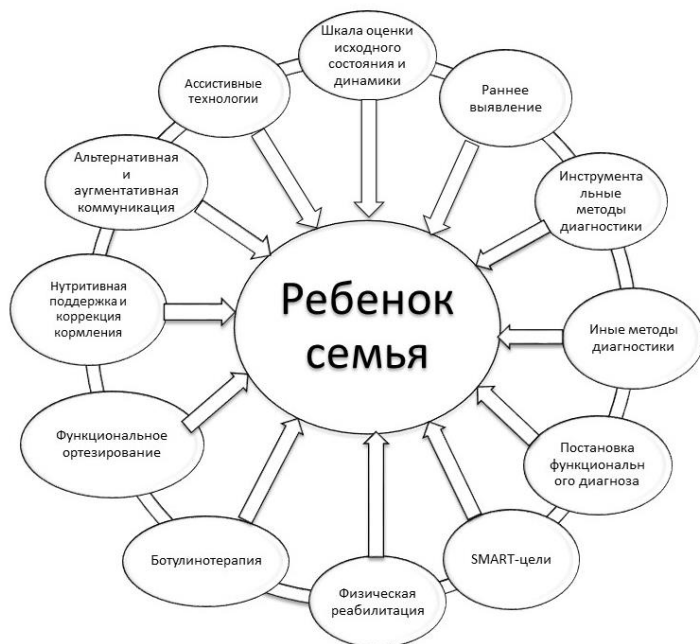 Шкала оценки
исходного
состояния и
динамики
Раннее
выявление
Инструмента
льные
методы
диагностики
Иные методы
диагностики
Постановка
функциональн
ого диагноза
SMART-цели
Физическая
реабилитация
Ботулинотерапия
Функциональное
ортезирование
Нутритивная
поддержка и
коррекция
кормления
Альтернативная
и
аугментативная
коммуникация
Ассистивные
технологии
Ребенок
семья